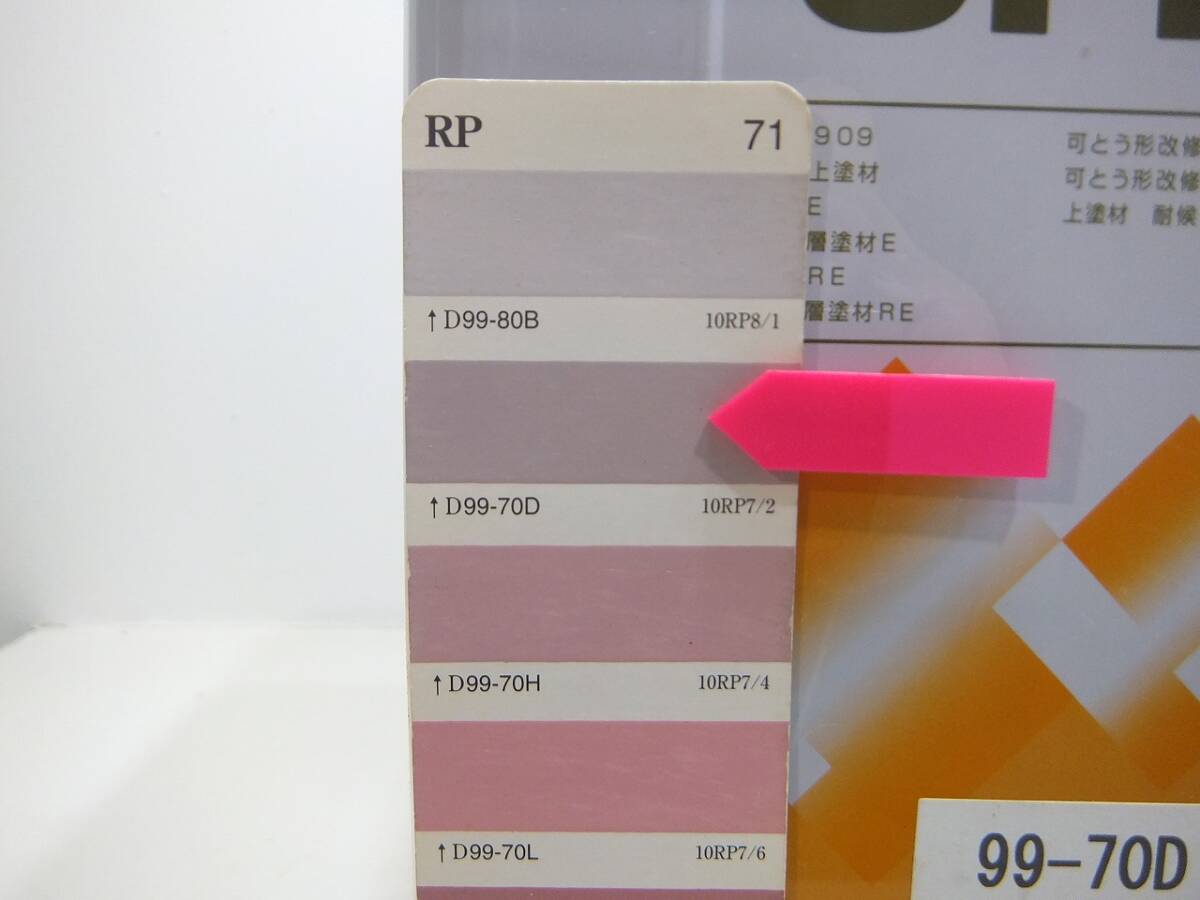 RP 71
↑D99-80B 10RP8/1
↑D99-70D 10RP7/2
↑D99-70H 10RP7/4
↑D99-70L 10RP7/6
909
上塗材
E
層塗材E
RE
層塗材RE
可とう形改修
可とう形改修
上塗材 耐候
99-70D